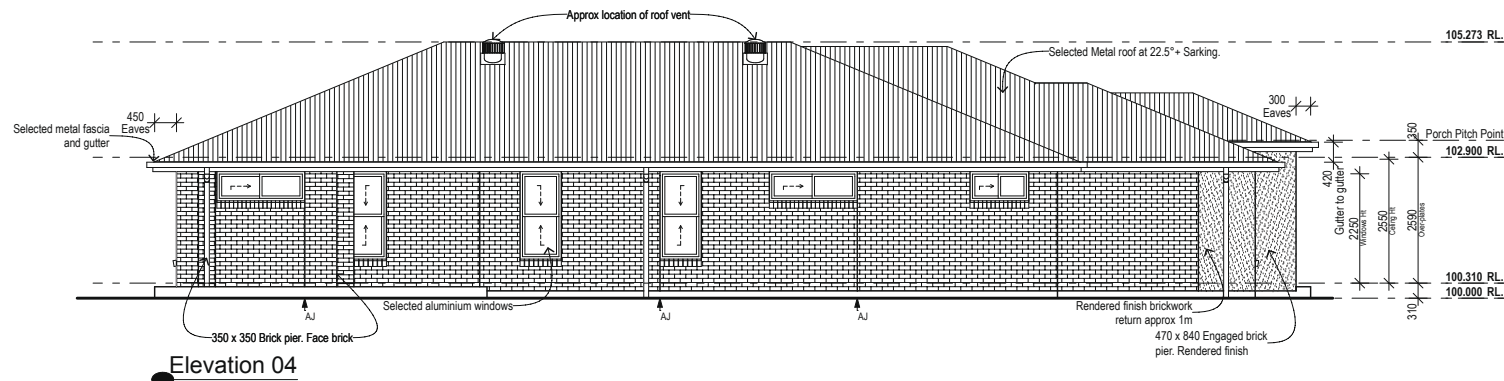 Approx location of roof vent
105.273 RL.
Selected Metal roof at 22.5°+ Sarking.
450
Eaves
300
Eaves
Selected metal fascia
and gutter
350
Porch Pitch Point
102.900 RL.
420
Gutter to gutter
2250
Windows Ht
2550
Ceiling Ht
2590
Over-plates
100.310 RL.
100.000 RL.
310
Selected aluminium windows
AJ
AJ
AJ
Rendered finish brickwork
return approx 1m
350 x 350 Brick pier. Face brick
470 x 840 Engaged brick
pier. Rendered finish
Elevation 04